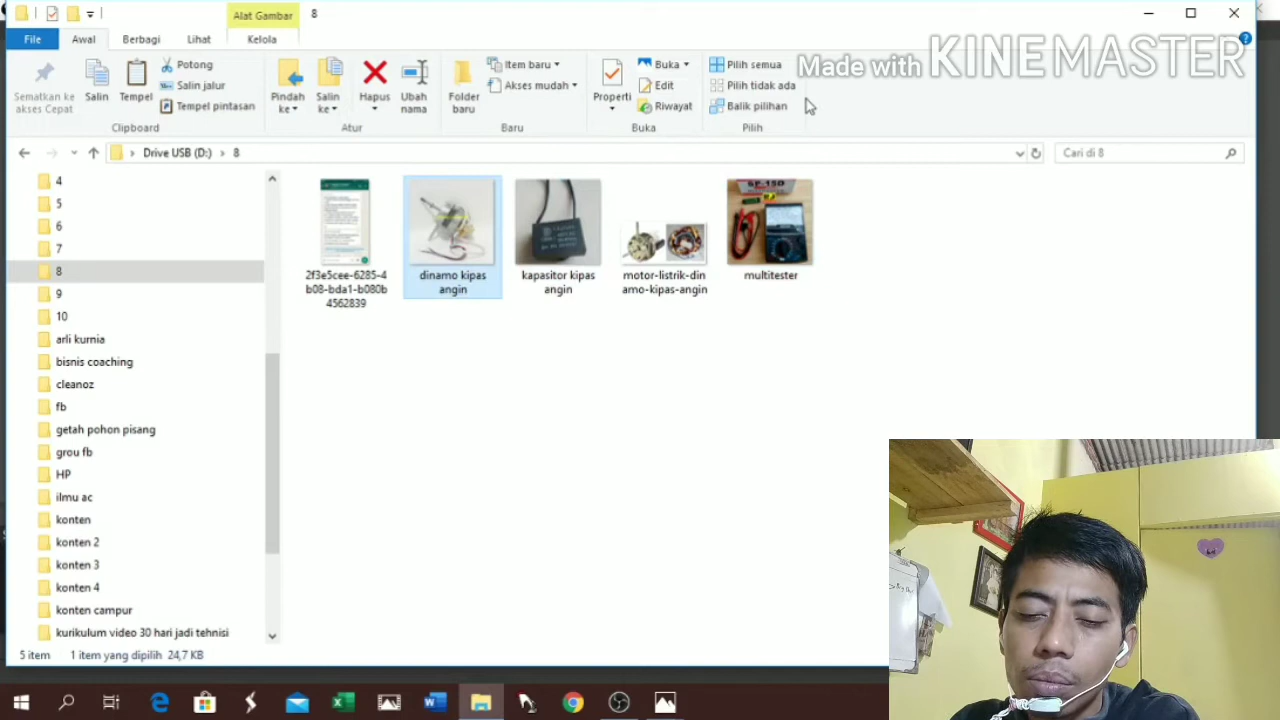 Alat Gambar
8
File
Awal
Berbagi
Lihat
Kelola
Made with KINEMASTER
Sematkan ke akses Cepat
Salin
Tempel
Potong
Salin jalur
Tempel pintasan
Clipboard
Pindah ke
Salin ke
Hapus
Ubah nama
Atur
Folder baru
Item baru
Akses mudah
Baru
Properti
Buka
Edit
Riwayat
Buka
Pilih semua
Pilih tidak ada
Balik pilihan
Pilih
Drive USB (D:)
8
Cari di 8
4
5
6
7
8
9
10
arli kurnia
bisnis coaching
cleanoz
fb
getah pohon pisang
grou fb
HP
ilmu ac
konten
konten 2
konten 3
konten 4
konten campur
kurikulum video 30 hari jadi tehnisi
2f3e5cee-6285-4
b08-bda1-b080b
4562839
dinamo kipas
angin
kapasitor kipas
angin
motor-listrik-din
amo-kipas-angin
multitester
SP-15D
5 item
1 item yang dipilih 24,7 KB